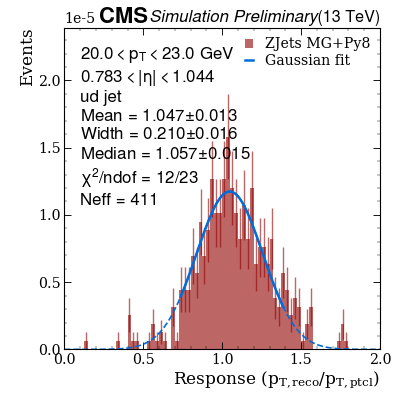 1e-5 CMS Simulation Preliminary (13 TeV)
Events
20.0 < pT < 23.0 GeV
0.783 < |η| < 1.044
ud jet
Mean = 1.047±0.013
Width = 0.210±0.016
Median = 1.057±0.015
χ²/ndof = 12/23
Neff = 411
ZJets MG+Py8
Gaussian fit
2.0
1.5
1.0
0.5
0.0
0.0 0.5 1.0 1.5 2.0
Response (pT,reco/pT,ptcl)